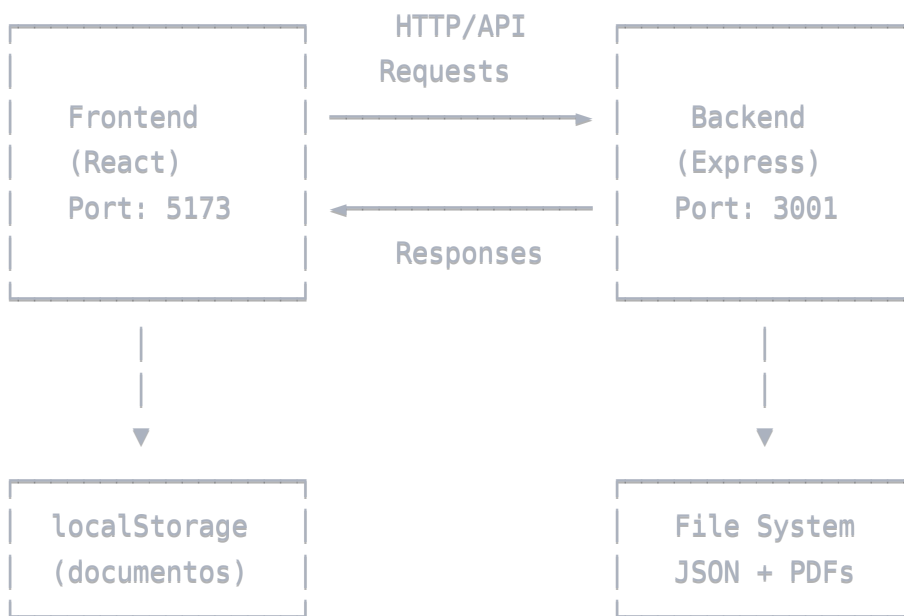 HTTP/API
Requests
Frontend
(React)
Port: 5173
Backend
(Express)
Port: 3001
Responses
localStorage
(documentos)
File System
JSON + PDFs